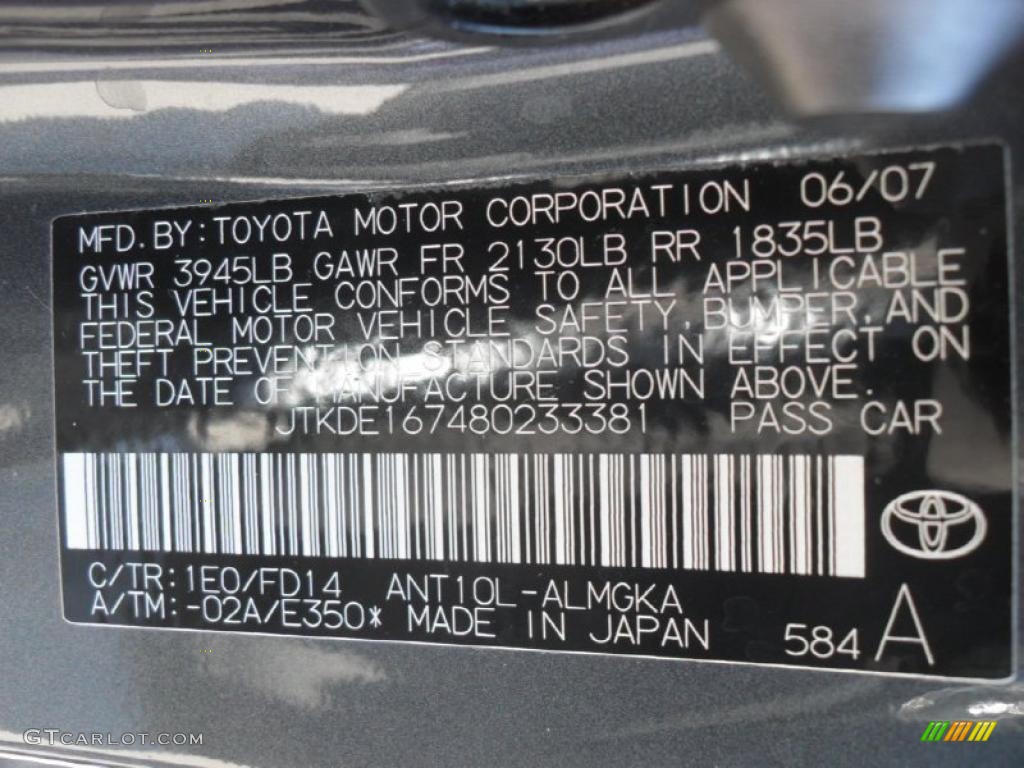 MFD. BY: TOYOTA MOTOR CORPORATION 06/07
GVWR 3945LB GAWR FR 2130LB RR 1835LB
THIS VEHICLE CONFORMS TO ALL APPLICABLE
FEDERAL MOTOR VEHICLE SAFETY, BUMPER, AND
THEFT PREVENTION STANDARDS IN EFFECT ON
THE DATE OF MANUFACTURE SHOWN ABOVE.
JTKDE167480233381 PASS CAR
C/TR: 1E0/FD14 ANT10L-ALMGKA
A/TM: -02A/E350* MADE IN JAPAN 584 A
GTCARLOT.COM